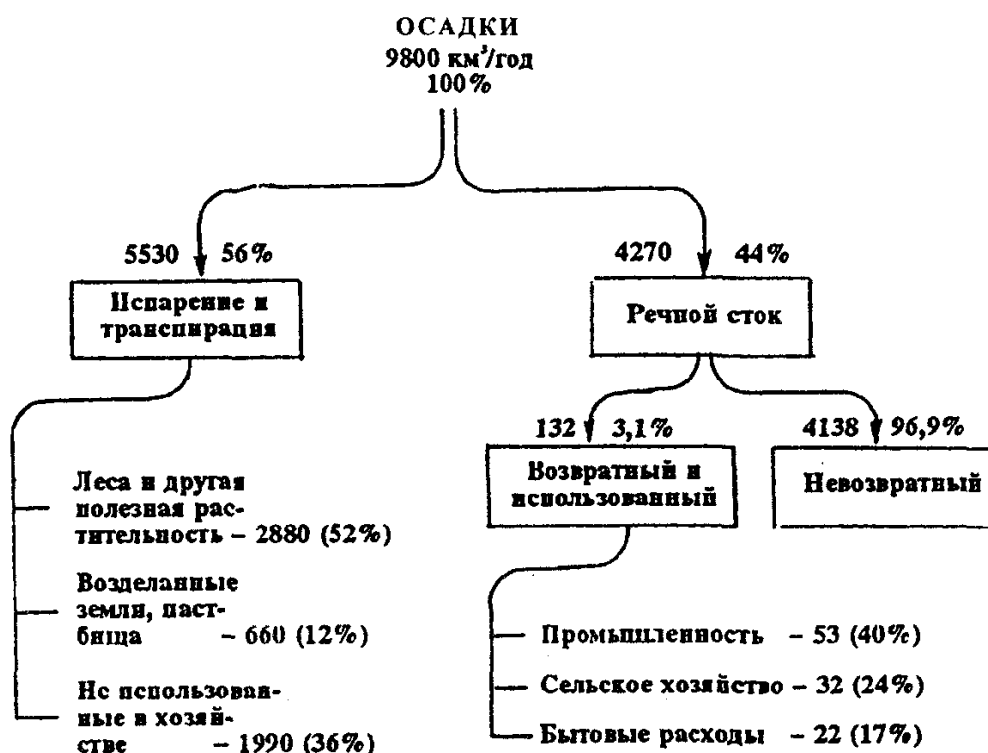 ОСАДКИ
9800 км³/год
100%
5530 56%
Испарение и
транспирация
4270 44%
Речной сток
132 3,1%
Возвратный и
использованный
4138 96,9%
Невозвратный
Леса и другая
полезная рас-
тительность – 2880 (52%)
Возделанные
земли, паст-
бища – 660 (12%)
Не использован-
ные в хозяй-
стве – 1990 (36%)
Промышленность – 53 (40%)
Сельское хозяйство – 32 (24%)
Бытовые расходы – 22 (17%)